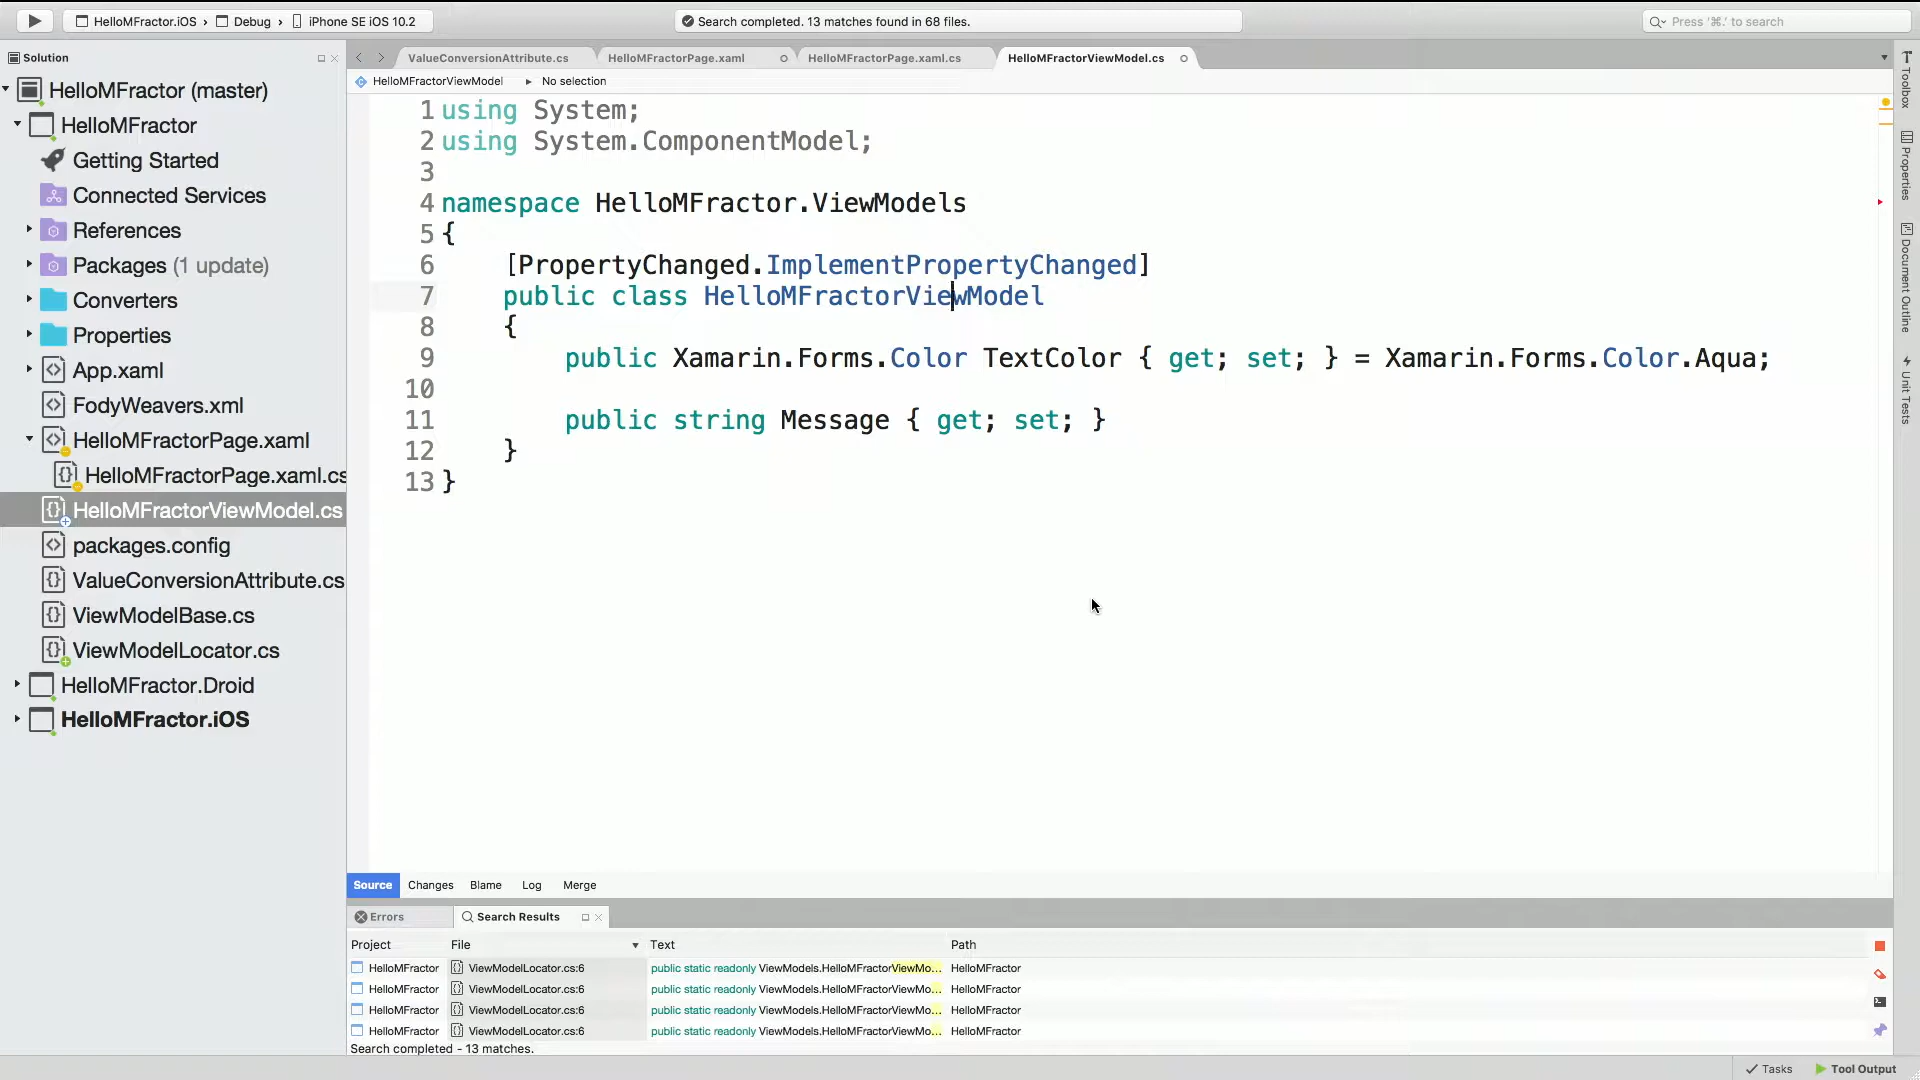 HelloMFractor.iOS › Debug › iPhone SE iOS 10.2
Search completed. 13 matches found in 68 files.
Press '⌘.' to search
Solution
HelloMFractor (master)
HelloMFractor
Getting Started
Connected Services
References
Packages (1 update)
Converters
Properties
App.xaml
FodyWeavers.xml
HelloMFractorPage.xaml
HelloMFractorPage.xaml.cs
HelloMFractorViewModel.cs
packages.config
ValueConversionAttribute.cs
ViewModelBase.cs
ViewModelLocator.cs
HelloMFractor.Droid
HelloMFractor.iOS
ValueConversionAttribute.cs
HelloMFractorPage.xaml
HelloMFractorPage.xaml.cs
HelloMFractorViewModel.cs
HelloMFractorViewModel No selection
1 using System;
2 using System.ComponentModel;
3
4 namespace HelloMFractor.ViewModels
5 {
6 [PropertyChanged.ImplementPropertyChanged]
7 public class HelloMFractorViewModel
8 {
9 public Xamarin.Forms.Color TextColor { get; set; } = Xamarin.Forms.Color.Aqua;
10
11 public string Message { get; set; }
12 }
13 }
Source Changes Blame Log Merge
Errors Search Results
Project File Text Path
HelloMFractor ViewModelLocator.cs:6 public static readonly ViewModels.HelloMFractorViewMo... HelloMFractor
HelloMFractor ViewModelLocator.cs:6 public static readonly ViewModels.HelloMFractorViewMo... HelloMFractor
HelloMFractor ViewModelLocator.cs:6 public static readonly ViewModels.HelloMFractorViewMo... HelloMFractor
HelloMFractor ViewModelLocator.cs:6 public static readonly ViewModels.HelloMFractorViewMo... HelloMFractor
Search completed - 13 matches.
Toolbox
Properties
Document Outline
Unit Tests
Tasks Tool Output